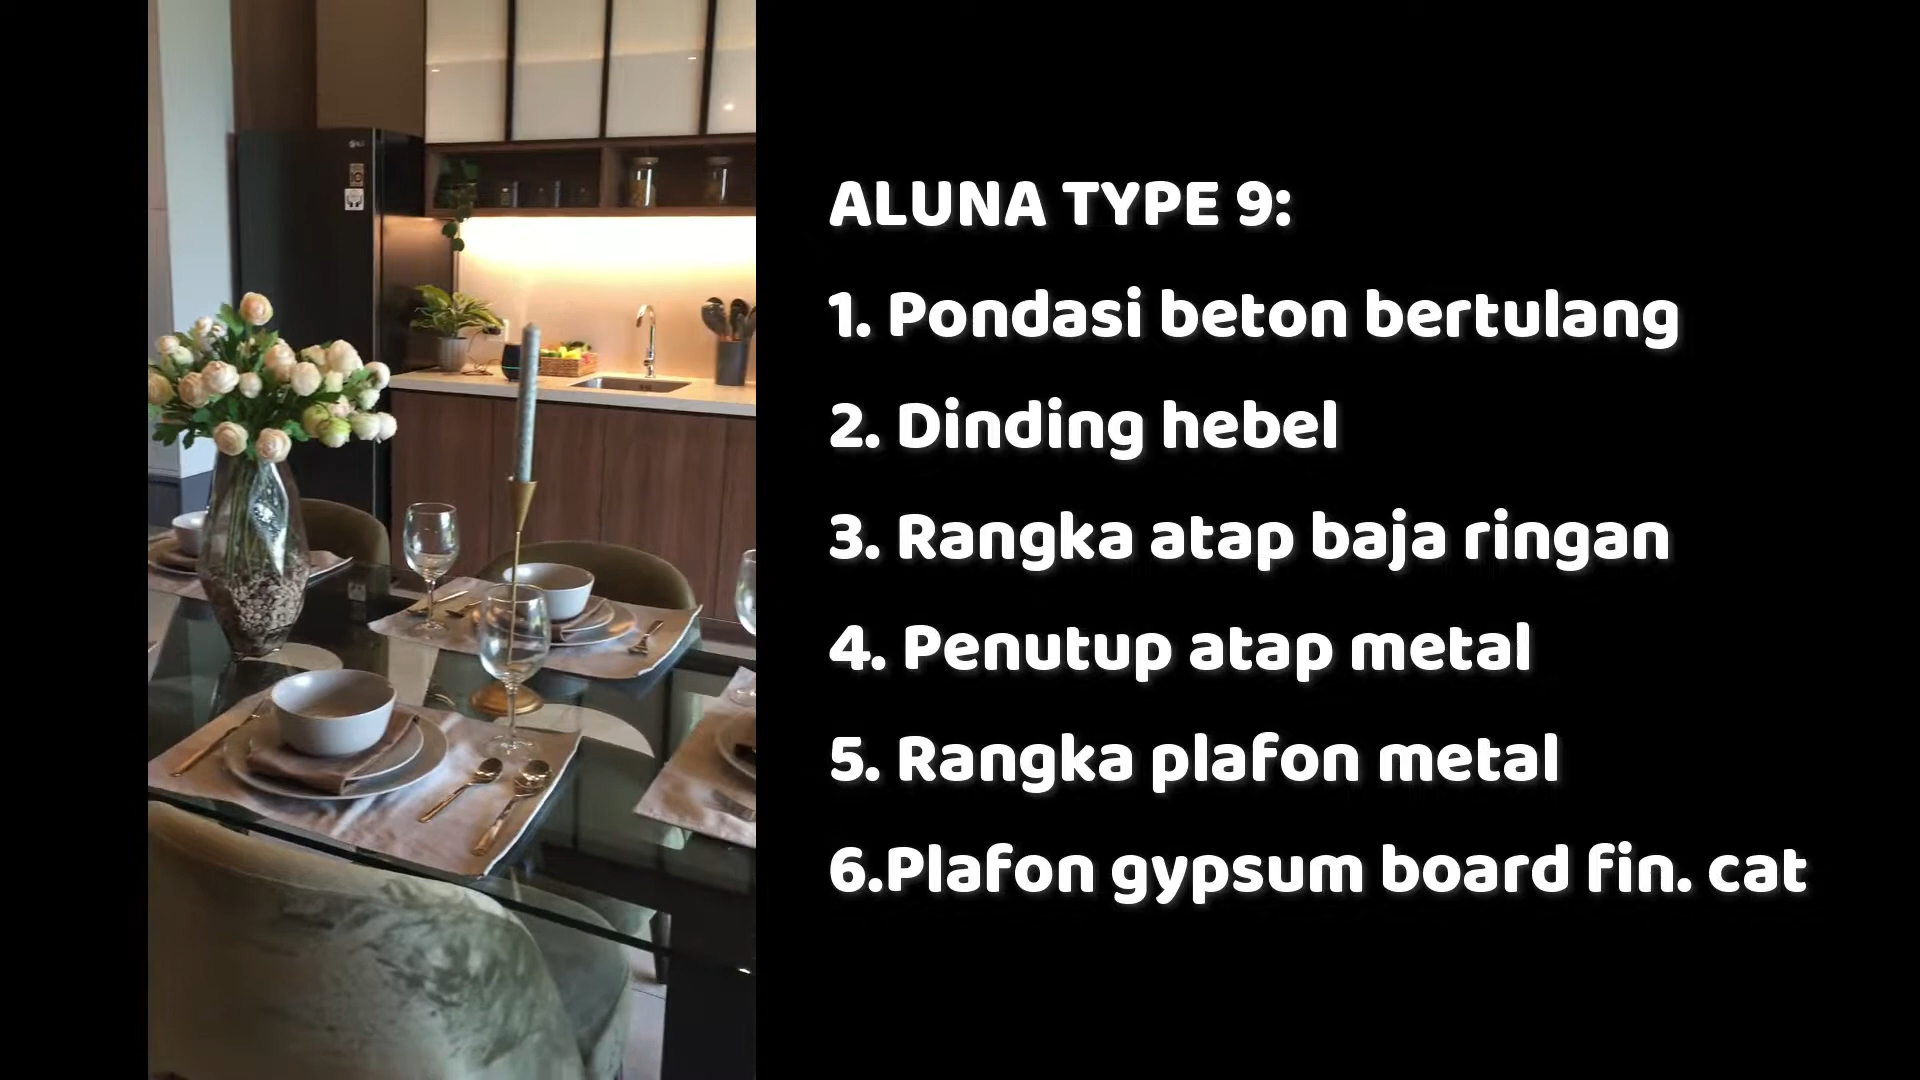 ALUNA TYPE 9:
1. Pondasi beton bertulang
2. Dinding hebel
3. Rangka atap baja ringan
4. Penutup atap metal
5. Rangka plafon metal
6.Plafon gypsum board fin. cat